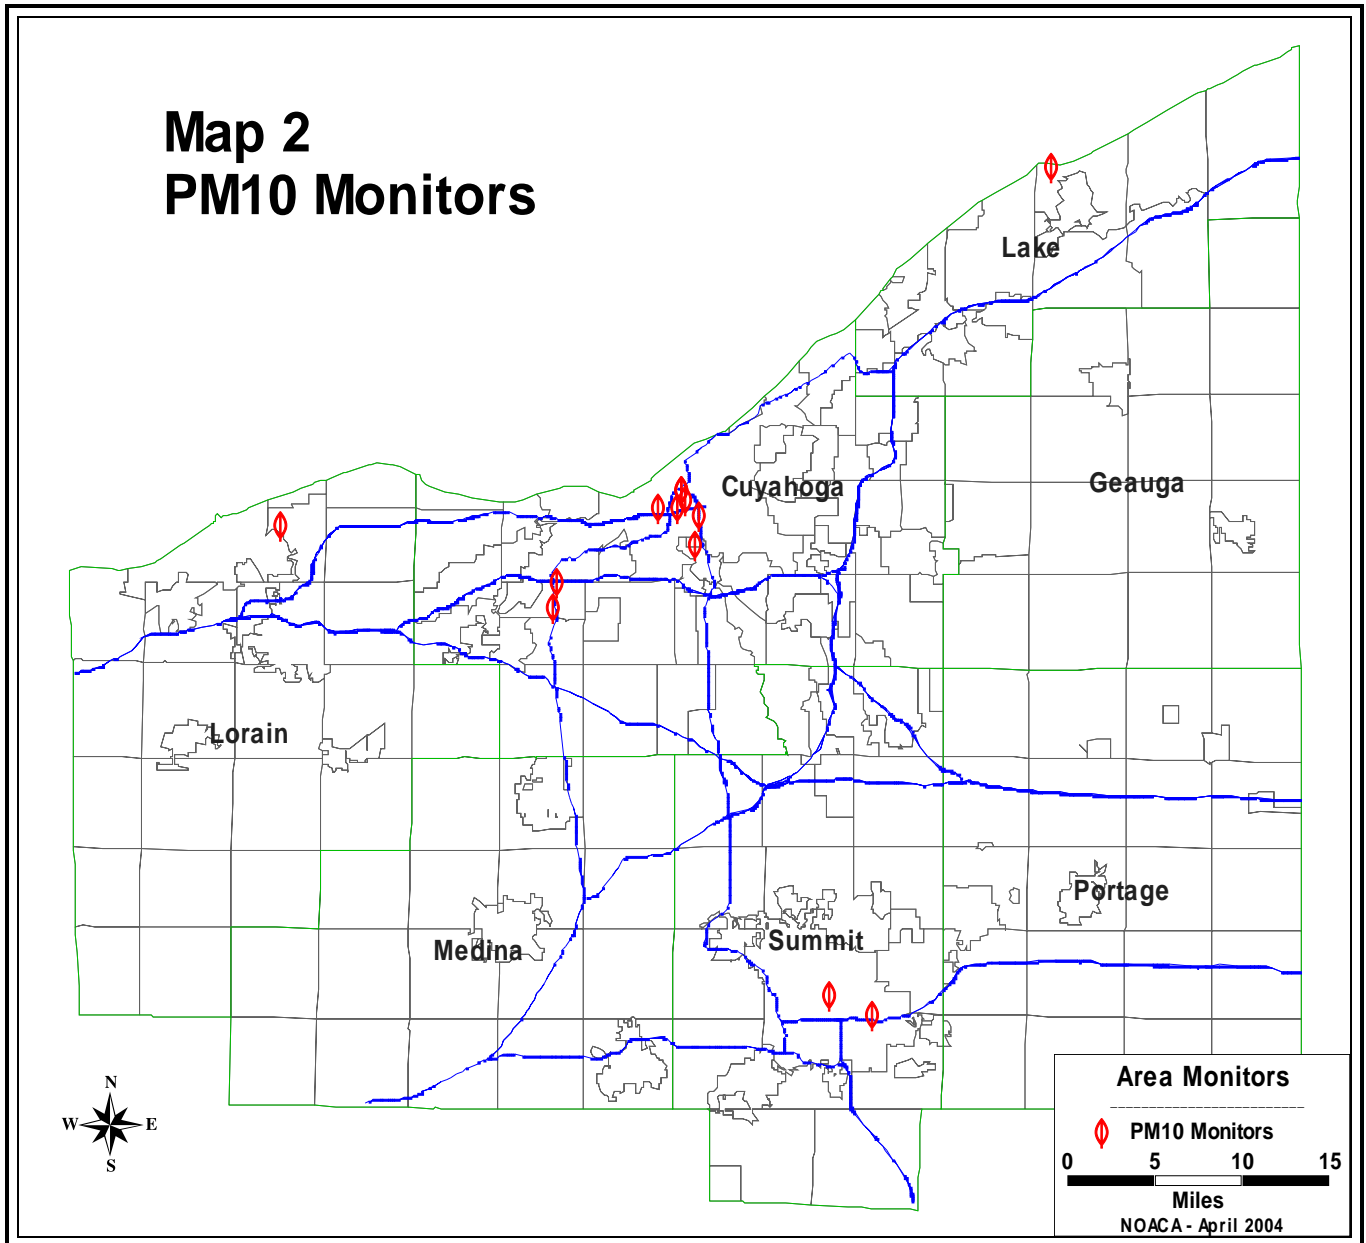 Map 2
PM10 Monitors
Lake
Cuyahoga
Geauga
Lorain
Portage
Summit
Medina
N
W E
S
Area Monitors
PM10 Monitors
0 5 10 15
Miles
NOACA - April 2004